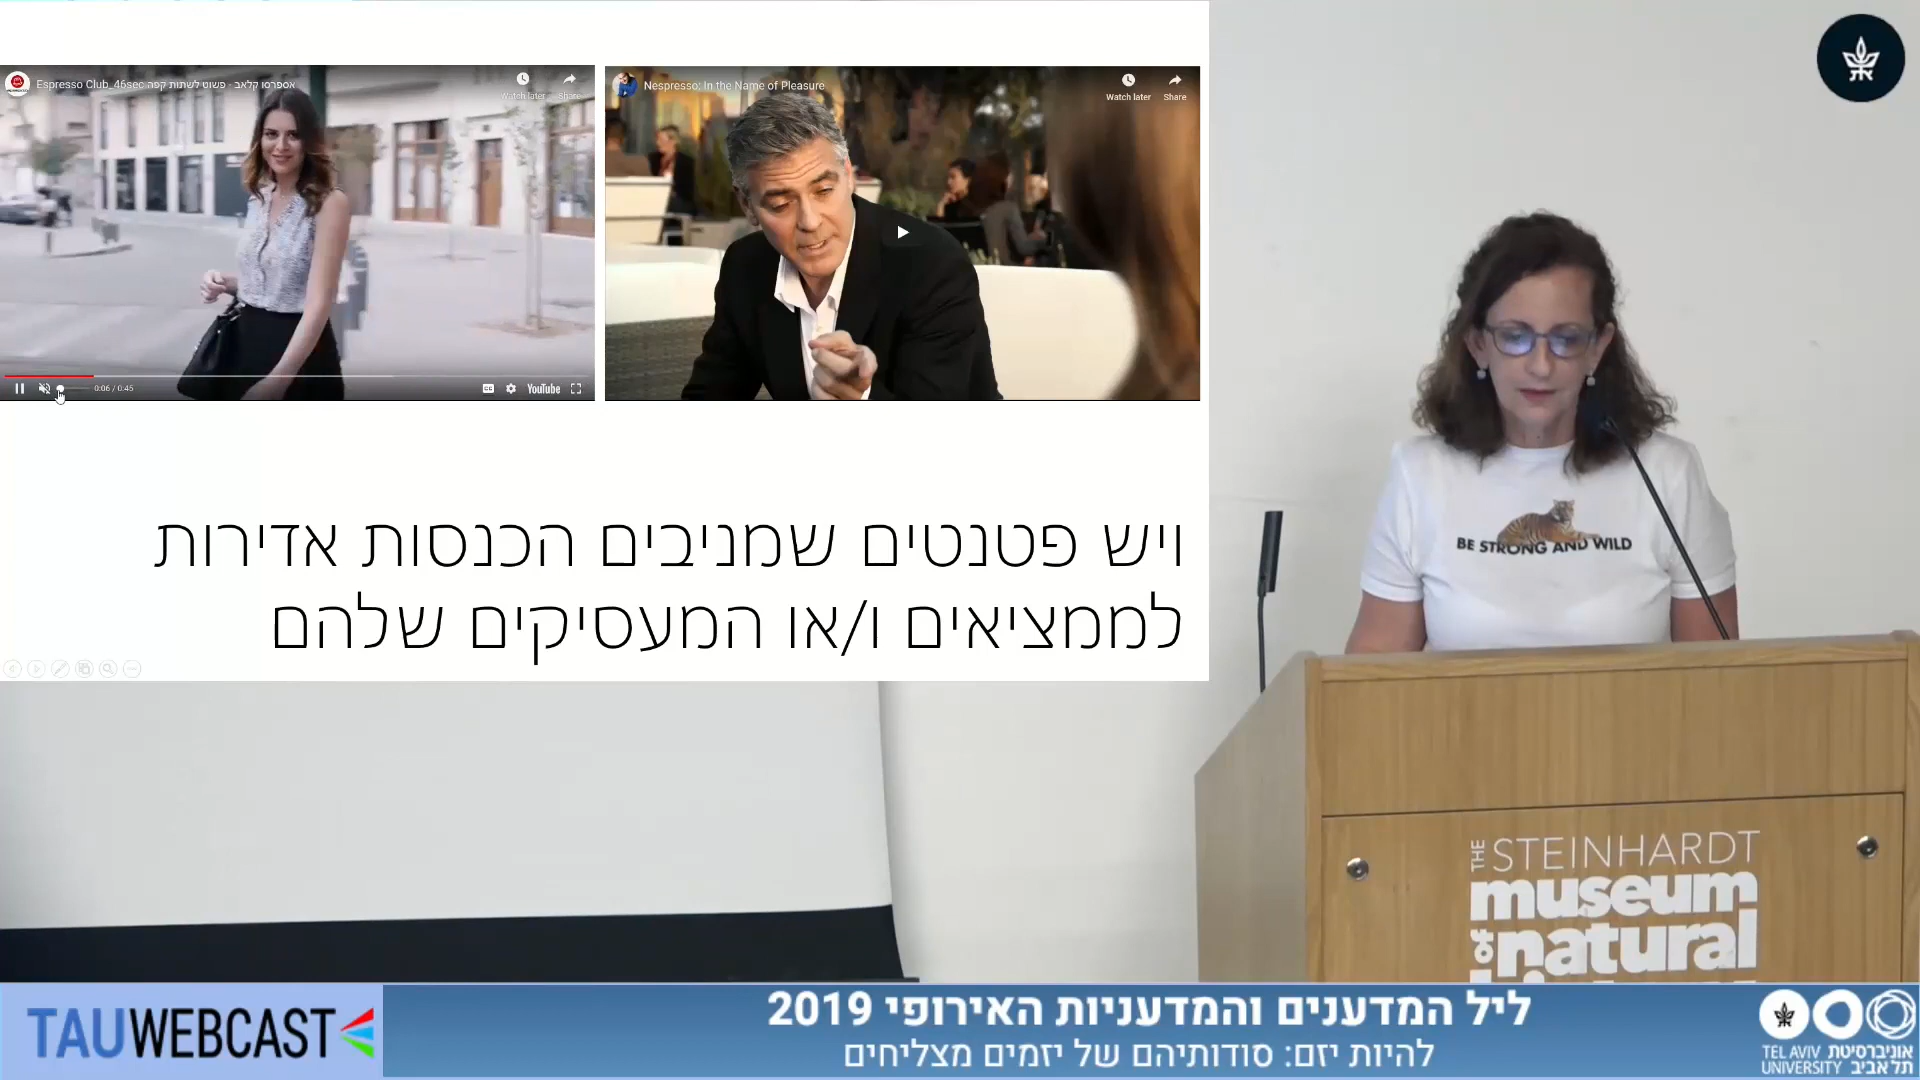 Espresso Club_46sec אספרסו קלאב - פשוט לשתות קפה
Watch later
Share
Nespresso: In the Name of Pleasure
Watch later
Share
0:06 / 0:45
YouTube
ויש פטנטים שמניבים הכנסות אדירות
לממציאים ו/או המעסיקים שלהם
BE STRONG AND WILD
THE STEINHARDT
museum
of natural
TAUWEBCAST
ליל המדענים והמדעניות האירופי 2019
להיות יזם: סודותיהם של יזמים מצליחים
TEL AVIV אוניברסיטת
UNIVERSITY תל אביב